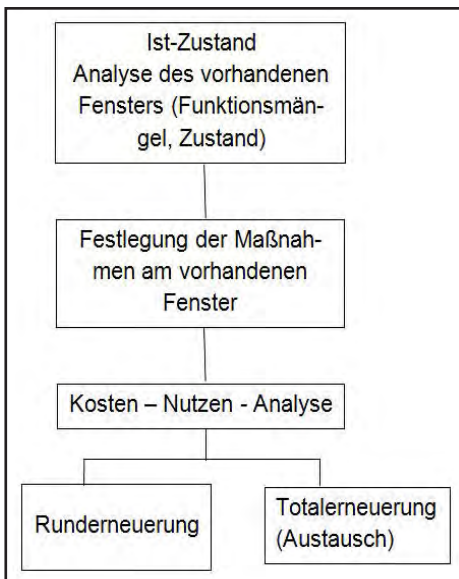 Ist-Zustand
Analyse des vorhandenen
Fensters (Funktionsmän-
gel, Zustand)
Festlegung der Maßnah-
men am vorhandenen
Fenster
Kosten – Nutzen - Analyse
Runderneuerung
Totalerneuerung
(Austausch)